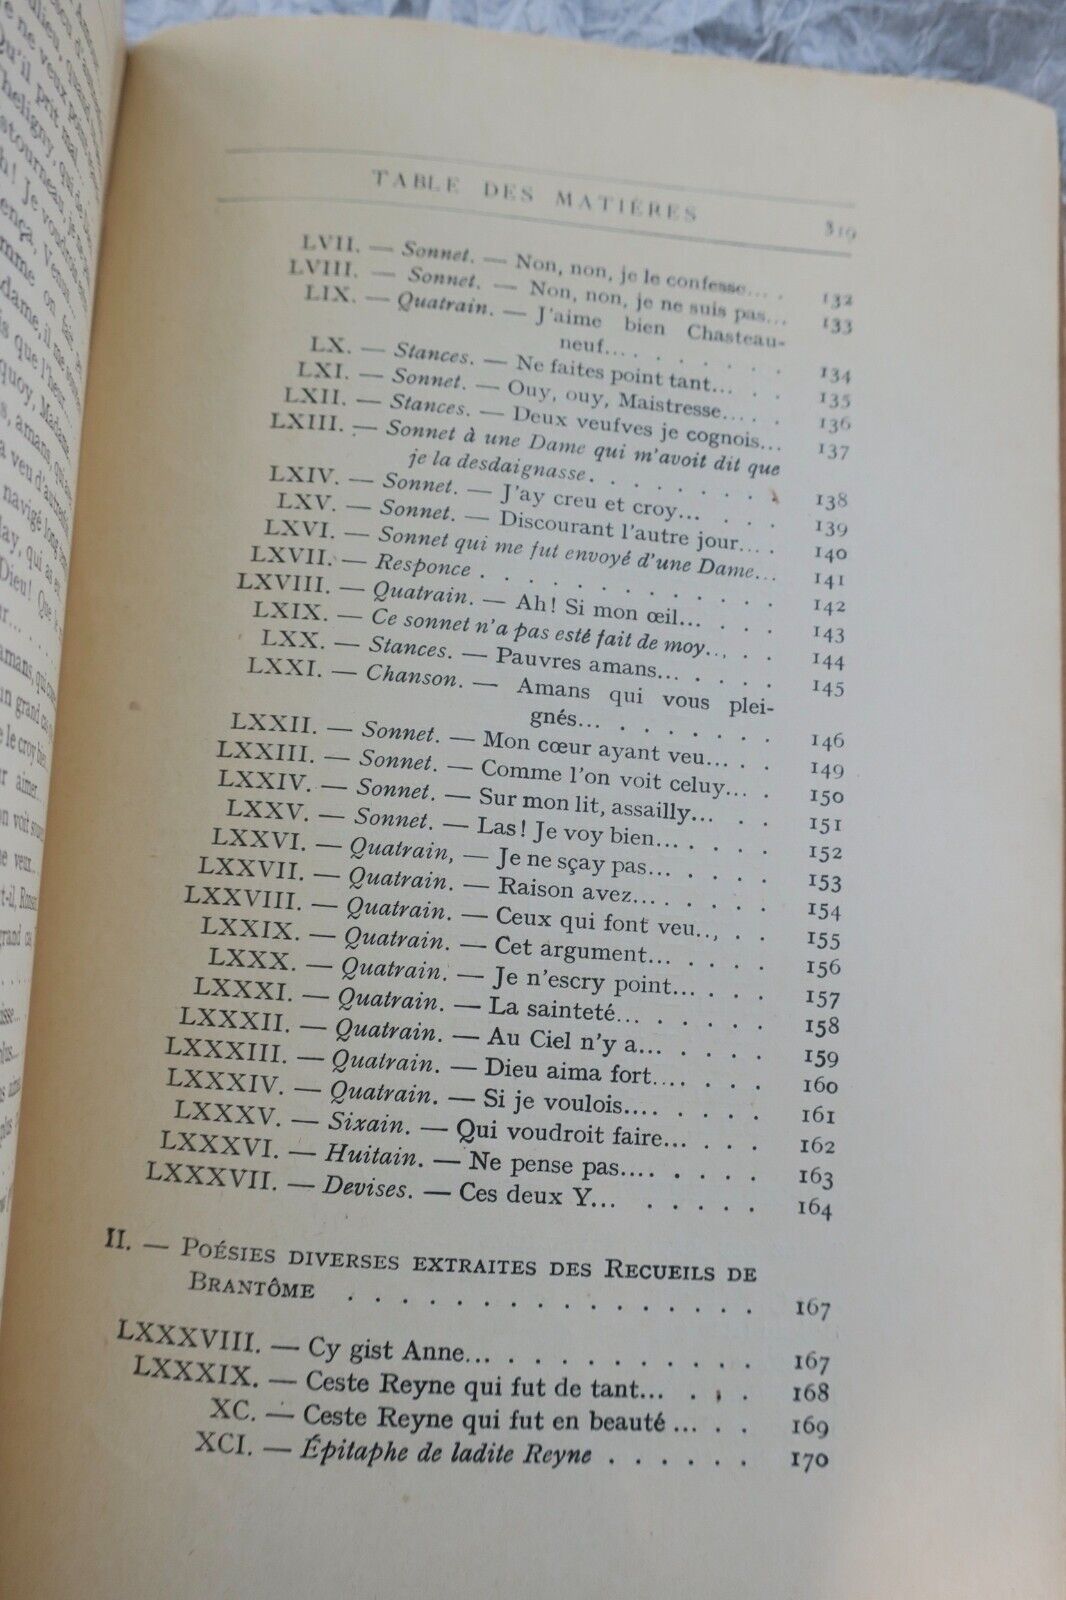 TABLE DES MATIÈRES 319
LVII. — Sonnet. — Non, non, je le confesse.... . 132
LVIII. — Sonnet. — Non, non, je ne suis pas... 133
LIX. — Quatrain. — J'aime bien Chasteau-
neuf... . . . . . . . 134
LX. — Stances. — Ne faites point tant... . . 135
LXI. — Sonnet. — Ouy, ouy, Maistresse... . . 136
LXII. — Stances. — Deux veufves je cognois... 137
LXIII. — Sonnet à une Dame qui m'avoit dit que
je la desdaignasse. . . . . . . . 138
LXIV. — Sonnet. — J'ay creu et croy... . . . 139
LXV. — Sonnet. — Discourant l'autre jour... . 140
LXVI. — Sonnet qui me fut envoyé d'une Dame... 141
LXVII. — Responce . . . . . . . . . . . 142
LXVIII. — Quatrain. — Ah! Si mon œil... . . . 143
LXIX. — Ce sonnet n'a pas esté fait de moy... . . 144
LXX. — Stances. — Pauvres amans... . . . . 145
LXXI. — Chanson. — Amans qui vous plei-
gnés... . . . . . . . 146
LXXII. — Sonnet. — Mon cœur ayant veu... . . 149
LXXIII. — Sonnet. — Comme l'on voit celuy... . 150
LXXIV. — Sonnet. — Sur mon lit, assailly... . . 151
LXXV. — Sonnet. — Las! Je voy bien... . . . . 152
LXXVI. — Quatrain, — Je ne sçay pas... . . . . 153
LXXVII. — Quatrain. — Raison avez... . . . . . 154
LXXVIII. — Quatrain. — Ceux qui font veu.., . . 155
LXXIX. — Quatrain. — Cet argument... . . . . 156
LXXX. — Quatrain. — Je n'escry point... . . . 157
LXXXI. — Quatrain. — La sainteté... . . . . . 158
LXXXII. — Quatrain. — Au Ciel n'y a... . . . . 159
LXXXIII. — Quatrain. — Dieu aima fort... . . . . 160
LXXXIV. — Quatrain. — Si je voulois... . . . . . 161
LXXXV. — Sixain. — Qui voudroit faire... . . . 162
LXXXVI. — Huitain. — Ne pense pas... . . . . . 163
LXXXVII. — Devises. — Ces deux Y... . . . . . 164
II. — POÉSIES DIVERSES EXTRAITES DES RECUEILS DE
BRANTÔME . . . . . . . . . . . . . . . . 167
LXXXVIII. — Cy gist Anne... . . . . . . . . . . 167
LXXXIX. — Ceste Reyne qui fut de tant... . . . 168
XC. — Ceste Reyne qui fut en beauté ... . . 169
XCI. — Épitaphe de ladite Reyne . . . . . . 170